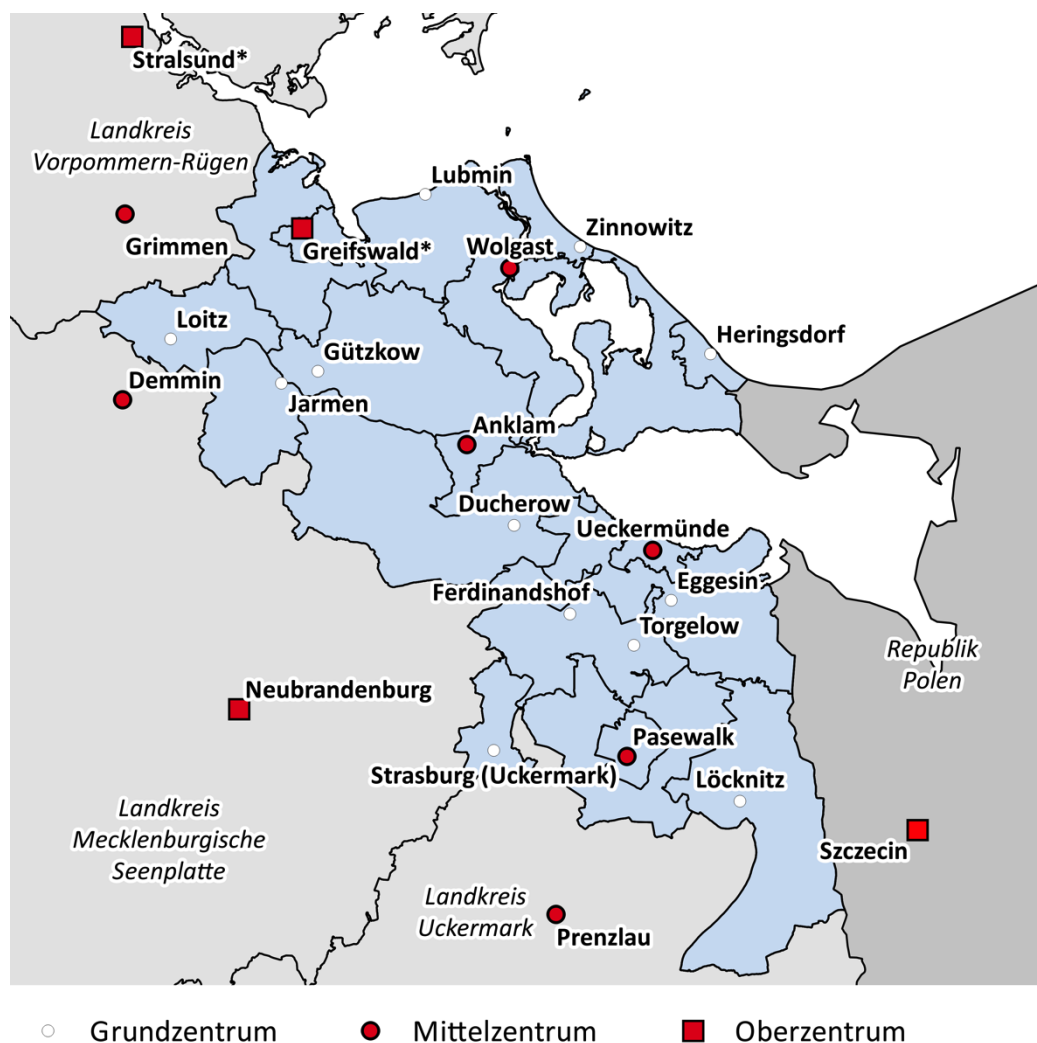 Stralsund*
Landkreis
Vorpommern-Rügen
Lubmin
Grimmen
Greifswald*
Wolgast
Zinnowitz
Loitz
Gützkow
Heringsdorf
Demmin
Jarmen
Anklam
Ducherow
Ueckermünde
Eggesin
Ferdinandshof
Torgelow
Republik
Polen
Neubrandenburg
Pasewalk
Strasburg (Uckermark)
Löcknitz
Landkreis
Mecklenburgische
Seenplatte
Szczecin
Landkreis
Uckermark
Prenzlau
Grundzentrum
Mittelzentrum
Oberzentrum